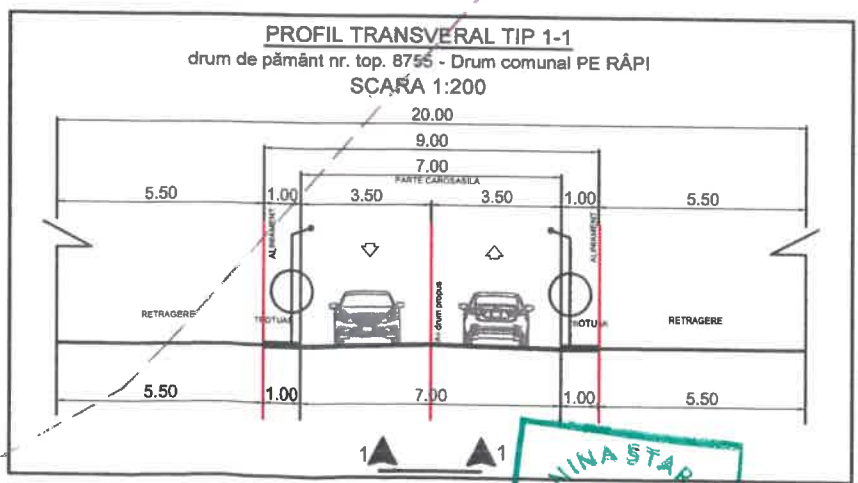 PROFIL TRANSVERAL TIP 1-1
drum de pământ nr. top. 8755 - Drum comunal PE RÂPI
SCARA 1:200
20.00
9.00
7.00
PARTE CAROSASILA
5.50 1.00 3.50 3.50 1.00 5.50
ALINIAMENT
ALINIAMENT
Ax drum propus
RETRAGERE TROTUAR TROTUAR RETRAGERE
5.50 1.00 7.00 1.00 5.50
1 1
NINA STAR